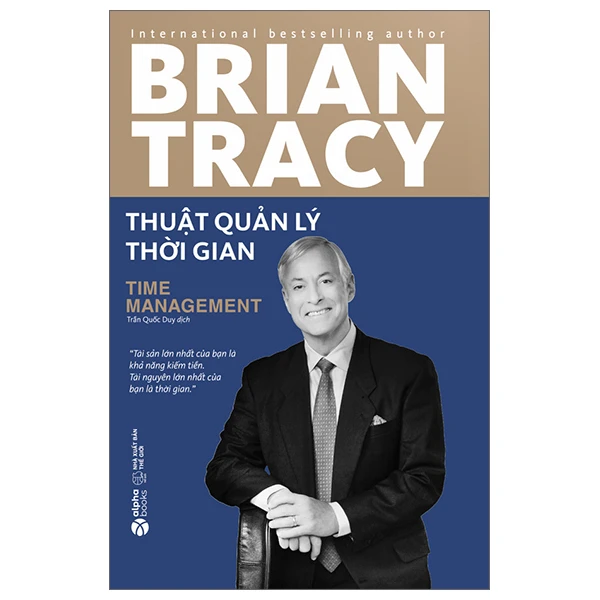 International bestselling author
BRIAN
TRACY
THUẬT QUẢN LÝ
THỜI GIAN
TIME
MANAGEMENT
Trần Quốc Duy dịch
“Tài sản lớn nhất của bạn là
khả năng kiếm tiền.
Tài nguyên lớn nhất của
bạn là thời gian.”
alpha
books
NHÀ XUẤT BẢN
THẾ GIỚI